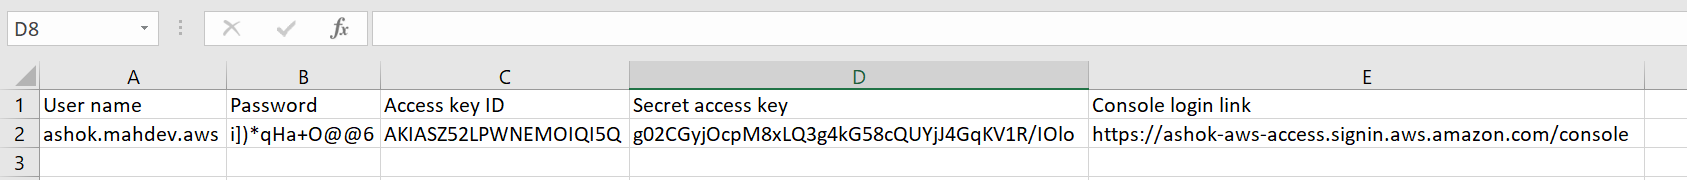 D8
fx
A B C D E
1 User name Password Access key ID Secret access key Console login link
2 ashok.mahdev.aws i])*qHa+O@@6 AKIASZ52LPWNEMOIQI5Q g02CGyjOcpM8xLQ3g4kG58cQUYjJ4GqKV1R/IOlo https://ashok-aws-access.signin.aws.amazon.com/console
3